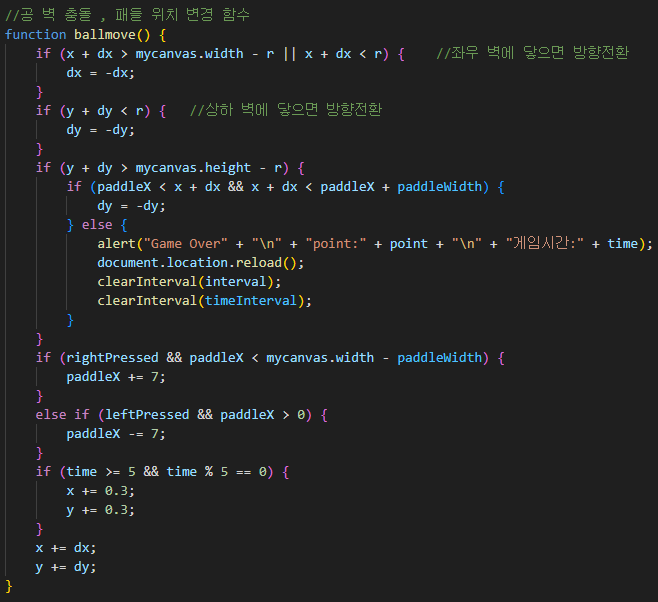 //공 벽 충돌 , 패들 위치 변경 함수
function ballmove() {
    if (x + dx > mycanvas.width - r || x + dx < r) {    //좌우 벽에 닿으면 방향전환
        dx = -dx;
    }
    if (y + dy < r) {   //상하 벽에 닿으면 방향전환
        dy = -dy;
    }
    if (y + dy > mycanvas.height - r) {
        if (paddleX < x + dx && x + dx < paddleX + paddleWidth) {
            dy = -dy;
        } else {
            alert("Game Over" + "\n" + "point:" + point + "\n" + "게임시간:" + time);
            document.location.reload();
            clearInterval(interval);
            clearInterval(timeInterval);
        }
    }
    if (rightPressed && paddleX < mycanvas.width - paddleWidth) {
        paddleX += 7;
    }
    else if (leftPressed && paddleX > 0) {
        paddleX -= 7;
    }
    if (time >= 5 && time % 5 == 0) {
        x += 0.3;
        y += 0.3;
    }
    x += dx;
    y += dy;
}